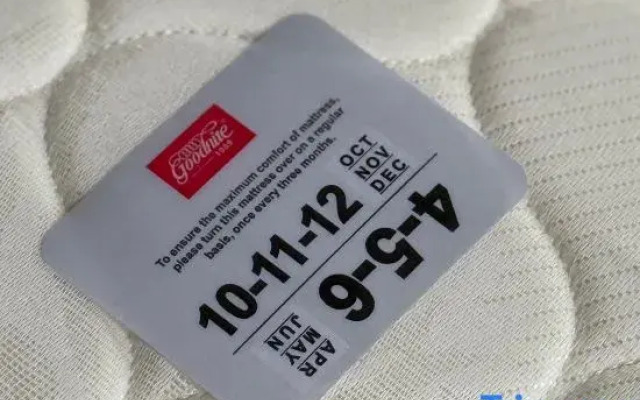 Goodnite
To ensure the maximum comfort of mattress,
please turn this mattress over on a regular
basis, once every three months.
10-11-12
OCT
NOV
DEC
4-5-6
APR
MAY
JUN